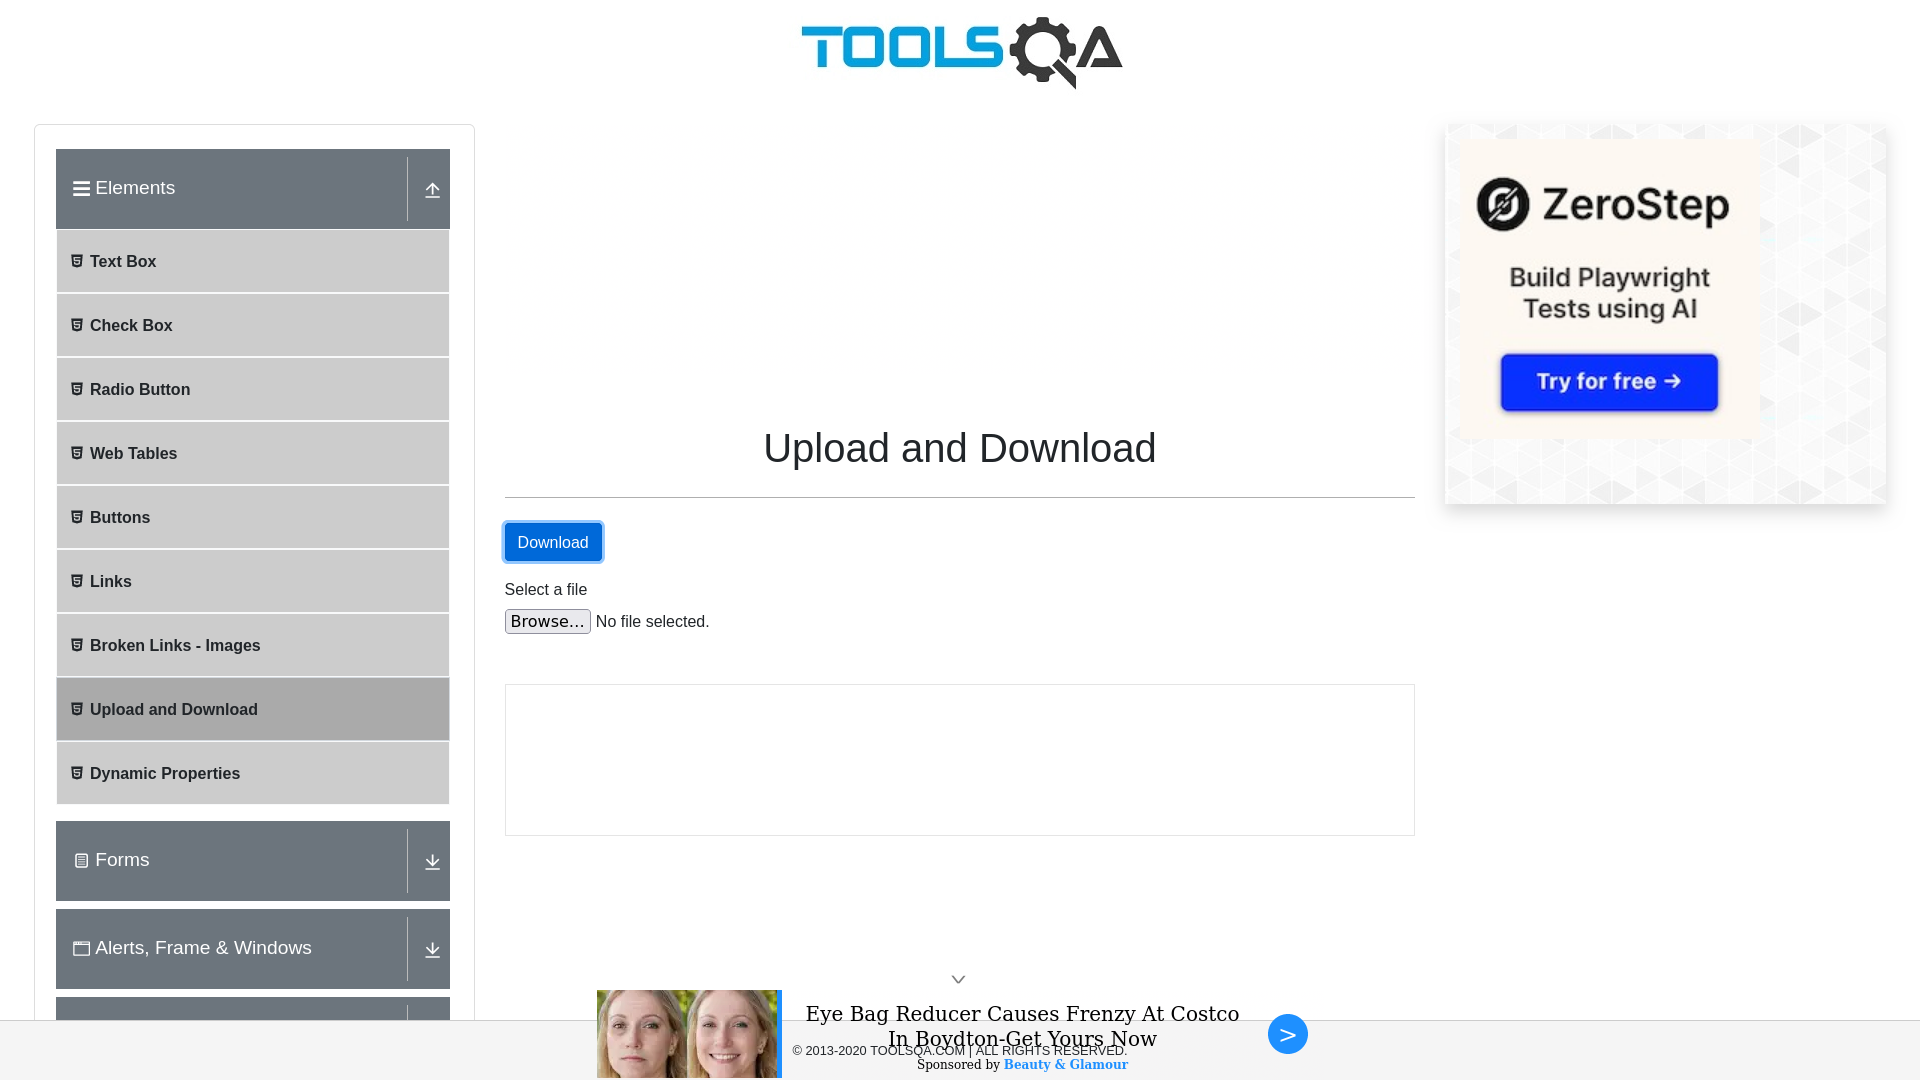 TOOLSQA
Elements
Text Box
Check Box
Radio Button
Web Tables
Buttons
Links
Broken Links - Images
Upload and Download
Dynamic Properties
Forms
Alerts, Frame & Windows
Upload and Download
Download
Select a file
Browse... No file selected.
ZeroStep
Build Playwright
Tests using AI
Try for free →
Eye Bag Reducer Causes Frenzy At Costco
In Boydton-Get Yours Now
© 2013-2020 TOOLSQA.COM | ALL RIGHTS RESERVED.
Sponsored by Beauty & Glamour